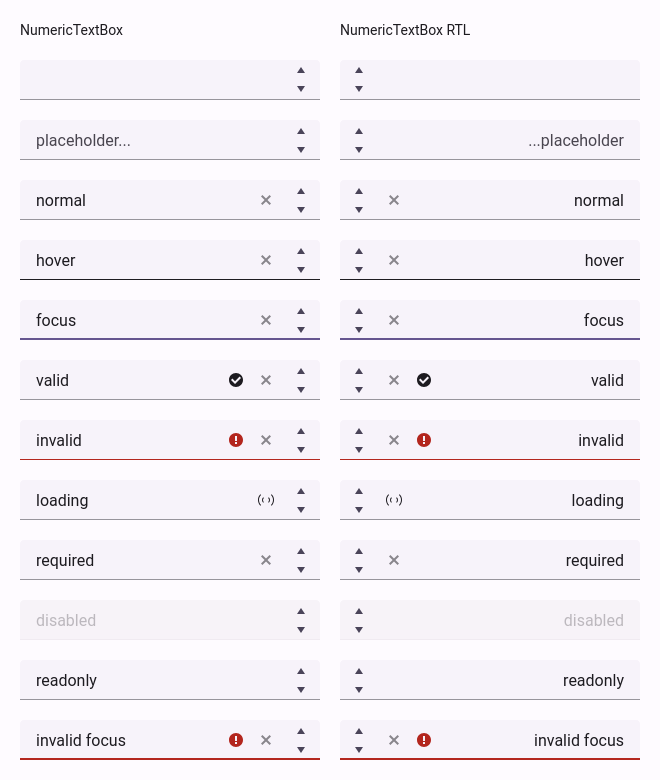 NumericTextBox
NumericTextBox RTL
placeholder...
...placeholder
normal
normal
hover
hover
focus
focus
valid
valid
invalid
invalid
loading
loading
required
required
disabled
disabled
readonly
readonly
invalid focus
invalid focus